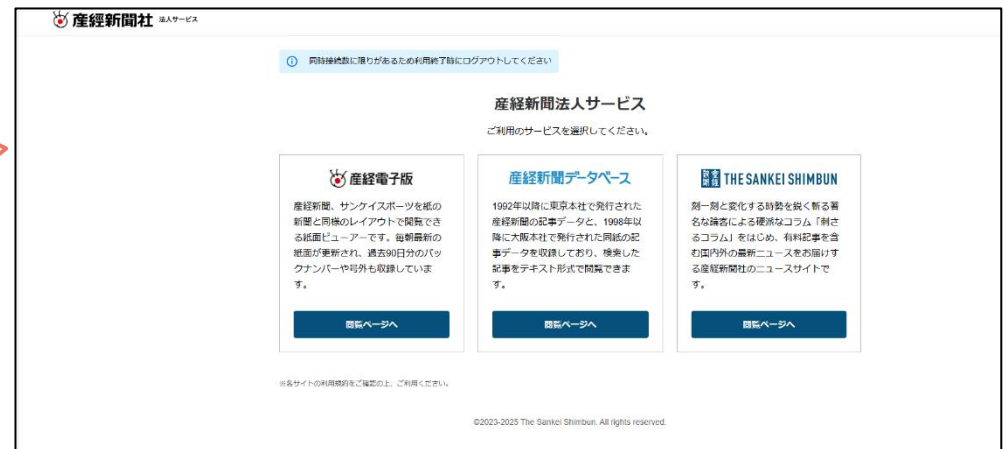 産經新聞社 法人サービス
同時接続数に限りがあるため利用終了時にログアウトしてください
産経新聞法人サービス
ご利用のサービスを選択してください。
産経電子版
産経新聞、サンケイスポーツを紙の
新聞と同様のレイアウトで閲覧でき
る紙面ビューアーです。毎朝最新の
紙面が更新され、過去90日分のバッ
クナンバーや号外も収録していま
す。
閲覧ページへ
産経新聞データベース
1992年以降に東京本社で発行された
産経新聞の記事データと、1998年以
降に大阪本社で発行された同紙の記
事データを収録しており、検索した
記事をテキスト形式で閲覧できま
す。
閲覧ページへ
産経新聞 THE SANKEI SHIMBUN
刻一刻と変化する時勢を鋭く斬る著
名な論客による硬派なコラム「刺さ
るコラム」をはじめ、有料記事を含
む国内外の最新ニュースをお届けす
る産経新聞社のニュースサイトで
す。
閲覧ページへ
※各サイトの利用規約をご確認の上、ご利用ください。
©2023-2025 The Sankei Shimbun. All rights reserved.